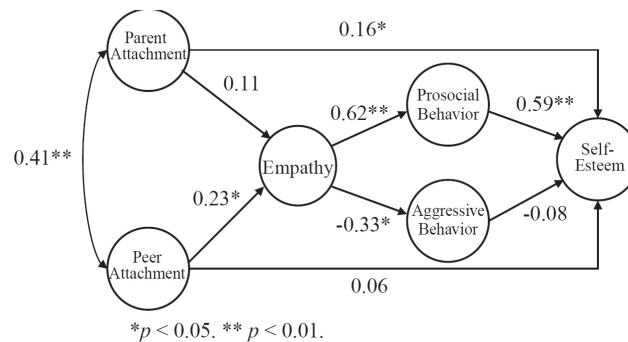 Parent
Attachment
0.16*
0.11
Prosocial
Behavior
0.62**
0.59**
0.41**
Empathy
Self-
Esteem
0.23*
-0.33*
Aggressive
Behavior
-0.08
Peer
Attachment
0.06
*p < 0.05. ** p < 0.01.